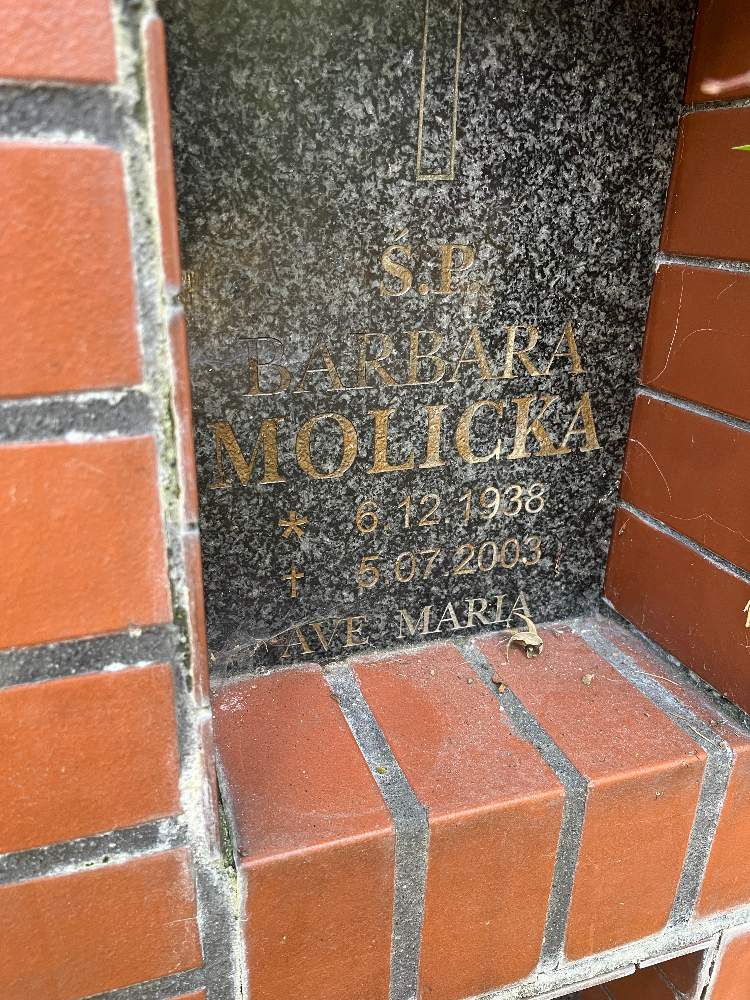 Ś.P.
BARBARA
MOLICKA
* 6.12.1938
✝ 5.07.2003
AVE MARIA